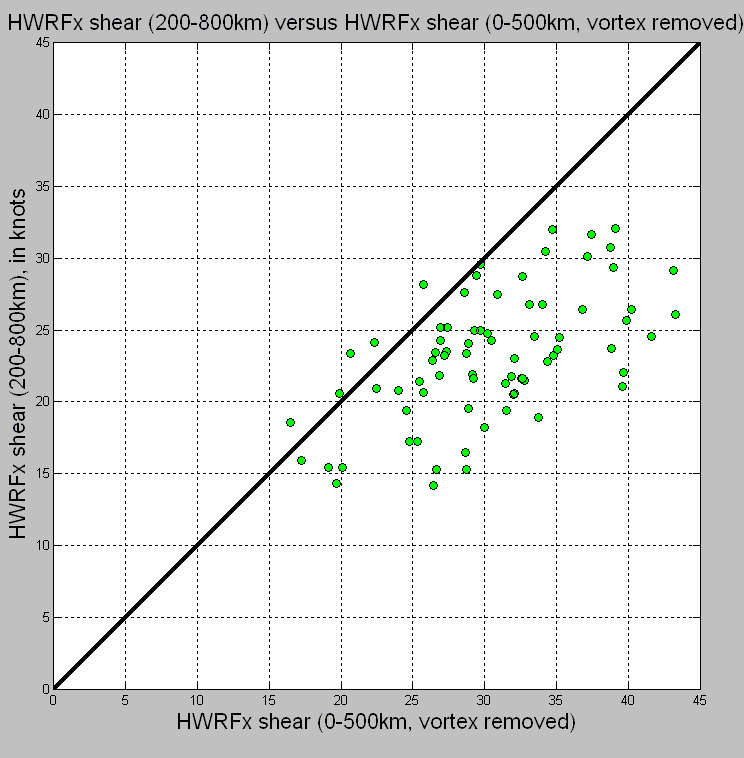 HWRFx shear (200-800km) versus HWRFx shear (0-500km, vortex removed)
45
40
35
30
25
20
15
10
5
0
HWRFx shear (200-800km), in knots
0 5 10 15 20 25 30 35 40 45
HWRFx shear (0-500km, vortex removed)